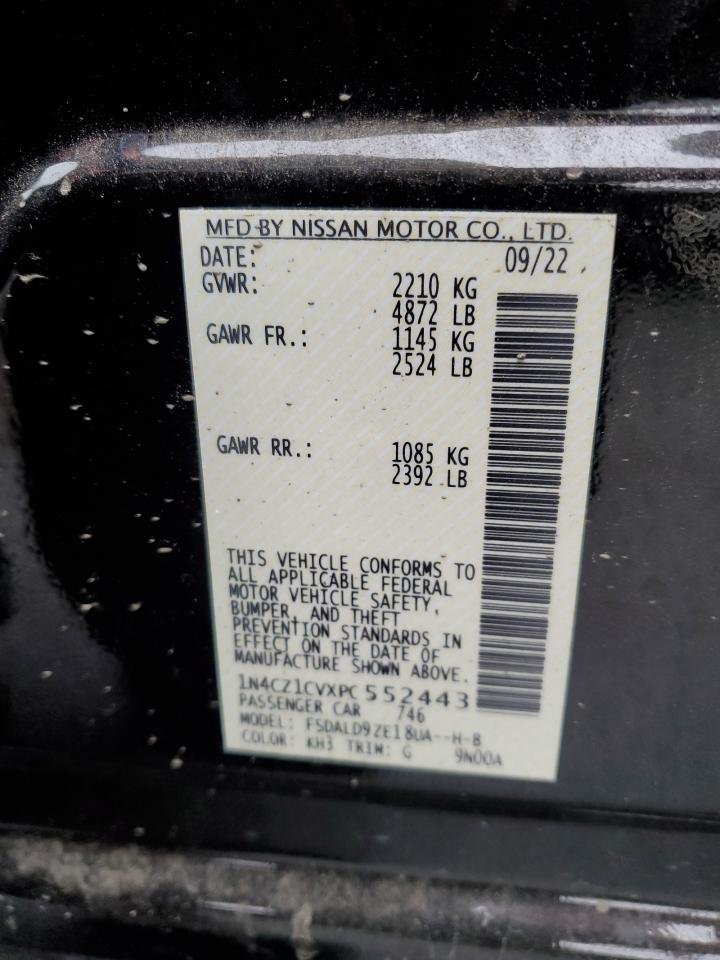 MFD BY NISSAN MOTOR CO., LTD.
DATE: 09/22
GVWR: 2210 KG
4872 LB
GAWR FR.: 1145 KG
2524 LB
GAWR RR.: 1085 KG
2392 LB
THIS VEHICLE CONFORMS TO
ALL APPLICABLE FEDERAL
MOTOR VEHICLE SAFETY,
BUMPER, AND THEFT
PREVENTION STANDARDS IN
EFFECT ON THE DATE OF
MANUFACTURE SHOWN ABOVE.
1N4CZ1CVXPC552443
PASSENGER CAR 746
MODEL: FSDALD9ZE18UA--H-B
COLOR: KH3 TRIM: G 9N00A